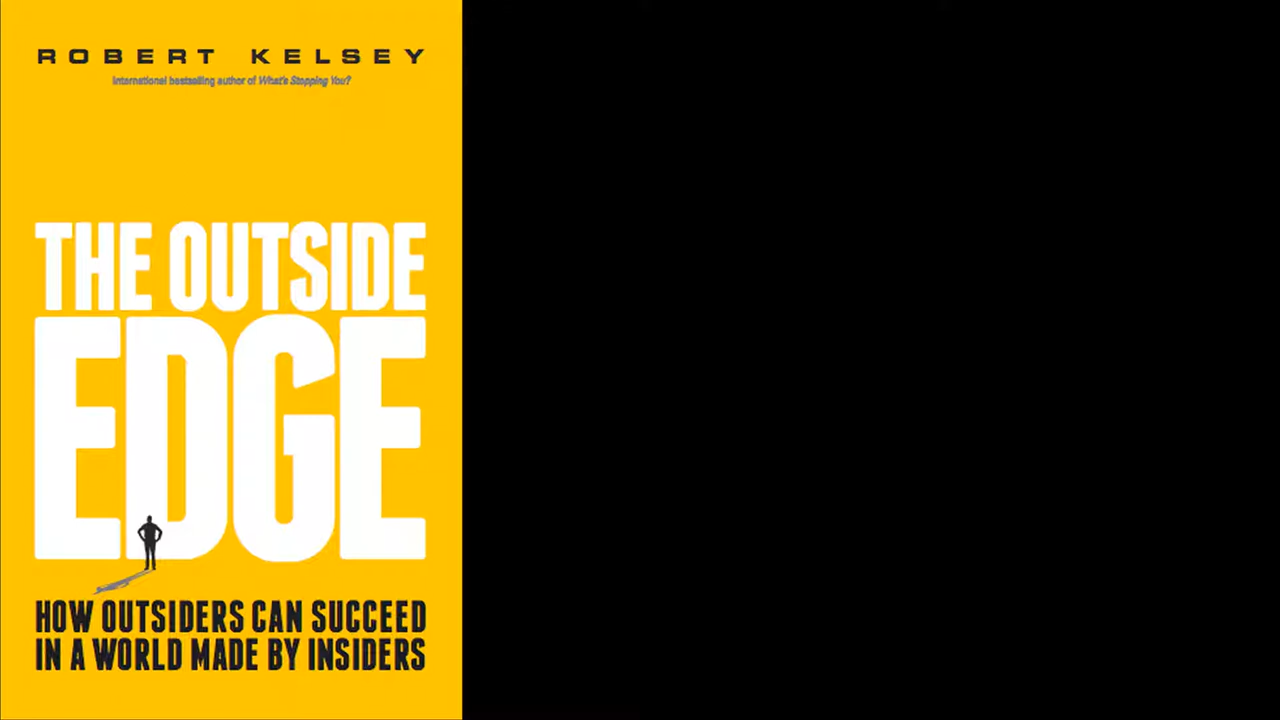 ROBERT KELSEY
International bestselling author of What's Stopping You?
THE OUTSIDE
EDGE
HOW OUTSIDERS CAN SUCCEED
IN A WORLD MADE BY INSIDERS